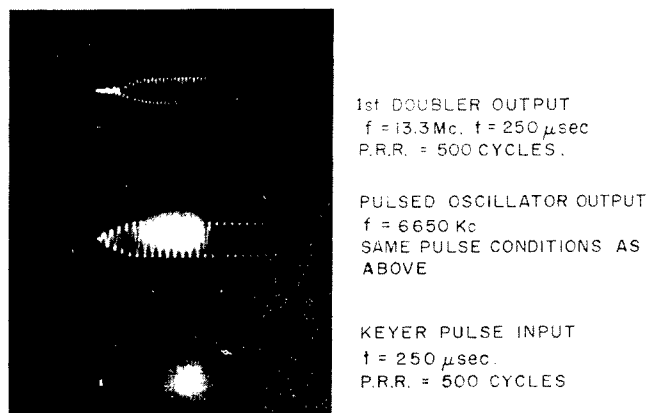 1st DOUBLER OUTPUT
f = 13.3 Mc. t = 250 μsec
P.R.R. = 500 CYCLES.
PULSED OSCILLATOR OUTPUT
f = 6650 Kc
SAME PULSE CONDITIONS AS
ABOVE
KEYER PULSE INPUT
t = 250 μsec.
P.R.R. = 500 CYCLES